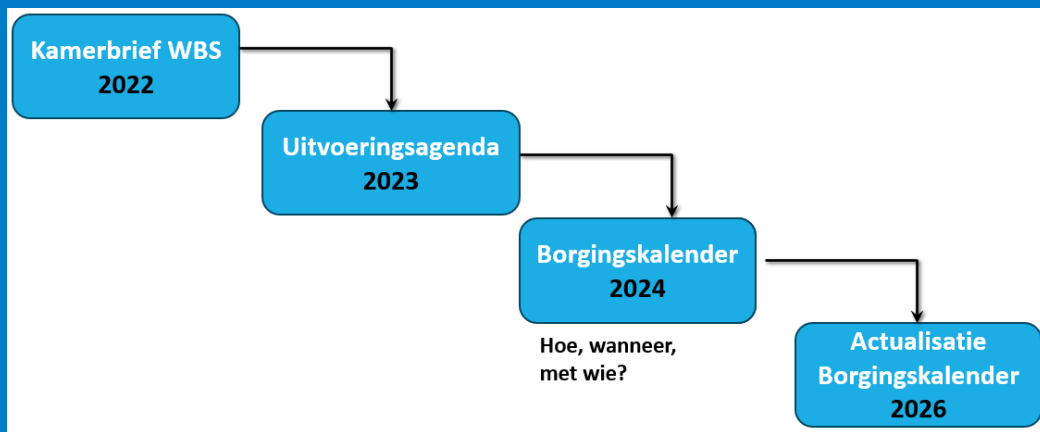 Kamerbrief WBS
2022
Uitvoeringsagenda
2023
Borgingskalender
2024
Hoe, wanneer,
met wie?
Actualisatie
Borgingskalender
2026